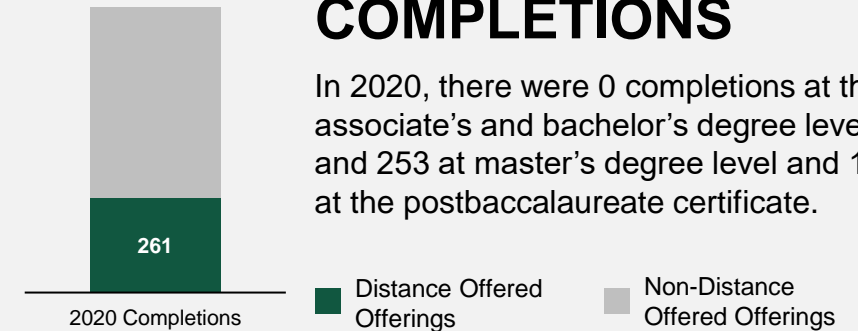 COMPLETIONS
In 2020, there were 0 completions at
associate's and bachelor's degree
and 253 at master's degree level and
at the postbaccalaureate certificate.
261
2020 Completions
Distance Offered
Offerings
Non-Distance
Offered Offerings